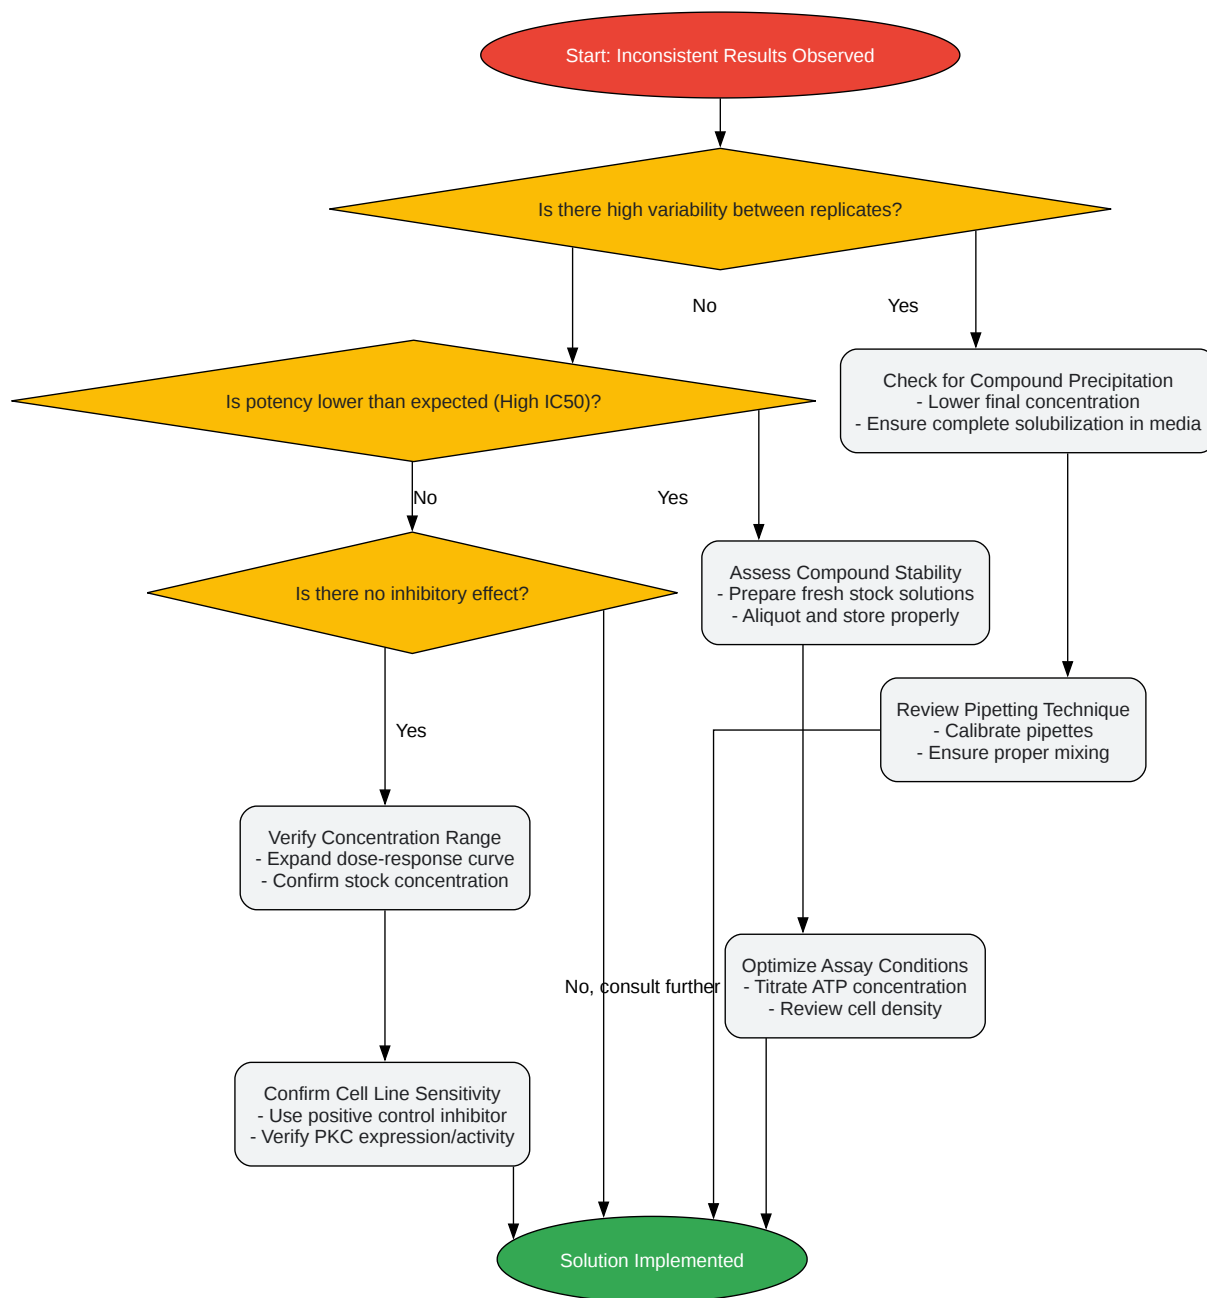 Start: Inconsistent Results Observed
Is there high variability between replicates?
No
Yes
Is potency lower than expected (High IC50)?
Check for Compound Precipitation
- Lower final concentration
- Ensure complete solubilization in media
No
Yes
Is there no inhibitory effect?
Assess Compound Stability
- Prepare fresh stock solutions
- Aliquot and store properly
Yes
Review Pipetting Technique
- Calibrate pipettes
- Ensure proper mixing
Verify Concentration Range
- Expand dose-response curve
- Confirm stock concentration
No, consult further
Optimize Assay Conditions
- Titrate ATP concentration
- Review cell density
Confirm Cell Line Sensitivity
- Use positive control inhibitor
- Verify PKC expression/activity
Solution Implemented